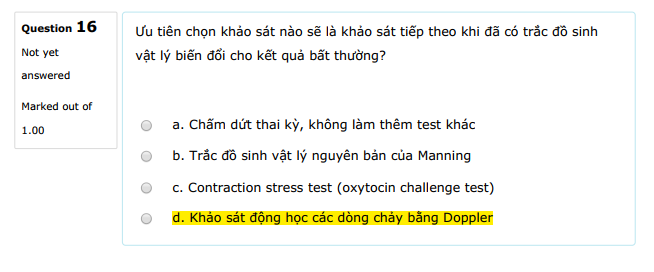 Question 16
Not yet
answered
Marked out of
1.00
Ưu tiên chọn khảo sát nào sẽ là khảo sát tiếp theo khi đã có trắc đồ sinh
vật lý biến đổi cho kết quả bất thường?
a. Chấm dứt thai kỳ, không làm thêm test khác
b. Trắc đồ sinh vật lý nguyên bản của Manning
c. Contraction stress test (oxytocin challenge test)
d. Khảo sát động học các dòng chảy bằng Doppler